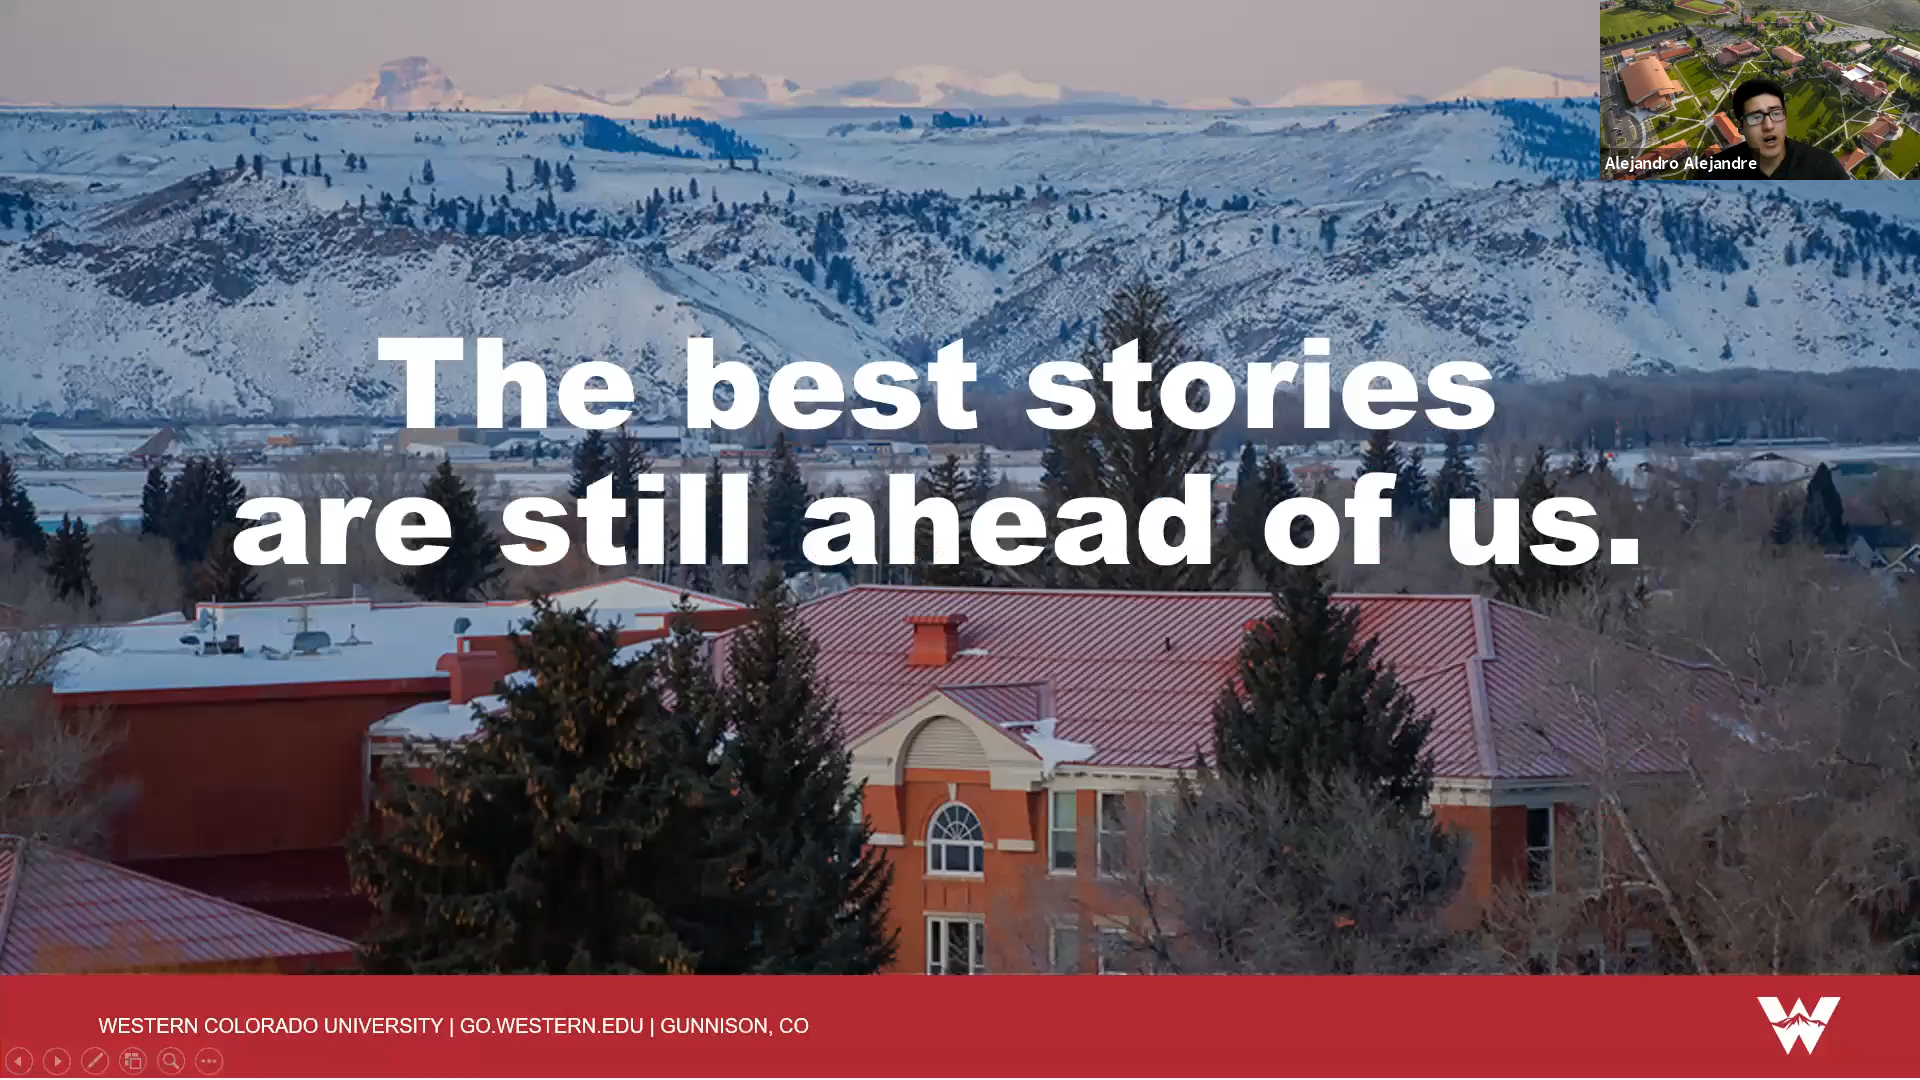 Alejandro Alejandre
The best stories
are still ahead of us.
WESTERN COLORADO UNIVERSITY | GO.WESTERN.EDU | GUNNISON, CO
W